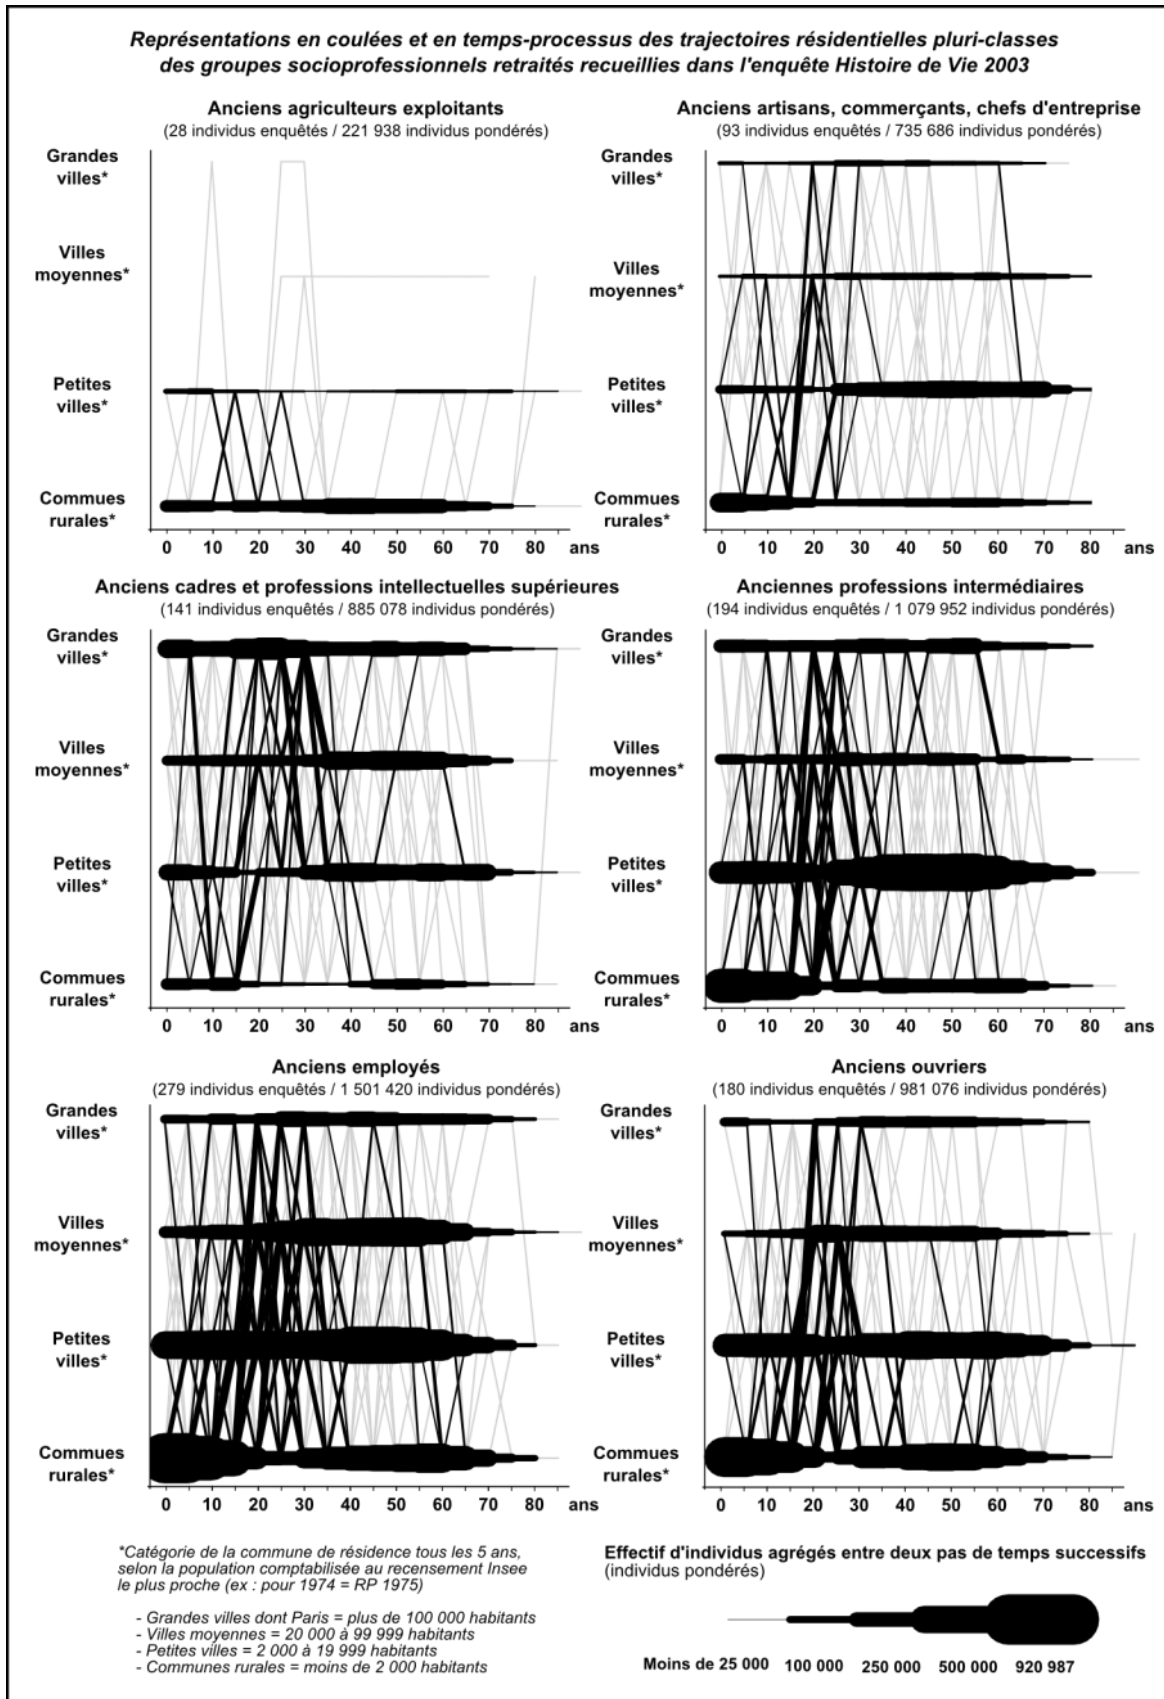 Représentations en coulées et en temps-processus des trajectoires résidentielles pluri-classes
des groupes socioprofessionnels retraités recueillies dans l'enquête Histoire de Vie 2003
Anciens agriculteurs exploitants
(28 individus enquêtés / 221 938 individus pondérés)
Grandes
villes*
Villes
moyennes*
Petites
villes*
Commues
rurales*
0 10 20 30 40 50 60 70 80 ans
Anciens artisans, commerçants, chefs d'entreprise
(93 individus enquêtés / 735 686 individus pondérés)
Grandes
villes*
Villes
moyennes*
Petites
villes*
Commues
rurales*
0 10 20 30 40 50 60 70 80 ans
Anciens cadres et professions intellectuelles supérieures
(141 individus enquêtés / 885 078 individus pondérés)
Grandes
villes*
Villes
moyennes*
Petites
villes*
Commues
rurales*
0 10 20 30 40 50 60 70 80 ans
Anciennes professions intermédiaires
(194 individus enquêtés / 1 079 952 individus pondérés)
Grandes
villes*
Villes
moyennes*
Petites
villes*
Commues
rurales*
0 10 20 30 40 50 60 70 80 ans
Anciens employés
(279 individus enquêtés / 1 501 420 individus pondérés)
Grandes
villes*
Villes
moyennes*
Petites
villes*
Commues
rurales*
0 10 20 30 40 50 60 70 80 ans
Anciens ouvriers
(180 individus enquêtés / 981 076 individus pondérés)
Grandes
villes*
Villes
moyennes*
Petites
villes*
Commues
rurales*
0 10 20 30 40 50 60 70 80 ans
*Catégorie de la commune de résidence tous les 5 ans,
selon la population comptabilisée au recensement Insee
le plus proche (ex : pour 1974 = RP 1975)
- Grandes villes dont Paris = plus de 100 000 habitants
- Villes moyennes = 20 000 à 99 999 habitants
- Petites villes = 2 000 à 19 999 habitants
- Communes rurales = moins de 2 000 habitants
Effectif d'individus agrégés entre deux pas de temps successifs
(individus pondérés)
Moins de 25 000 100 000 250 000 500 000 920 987